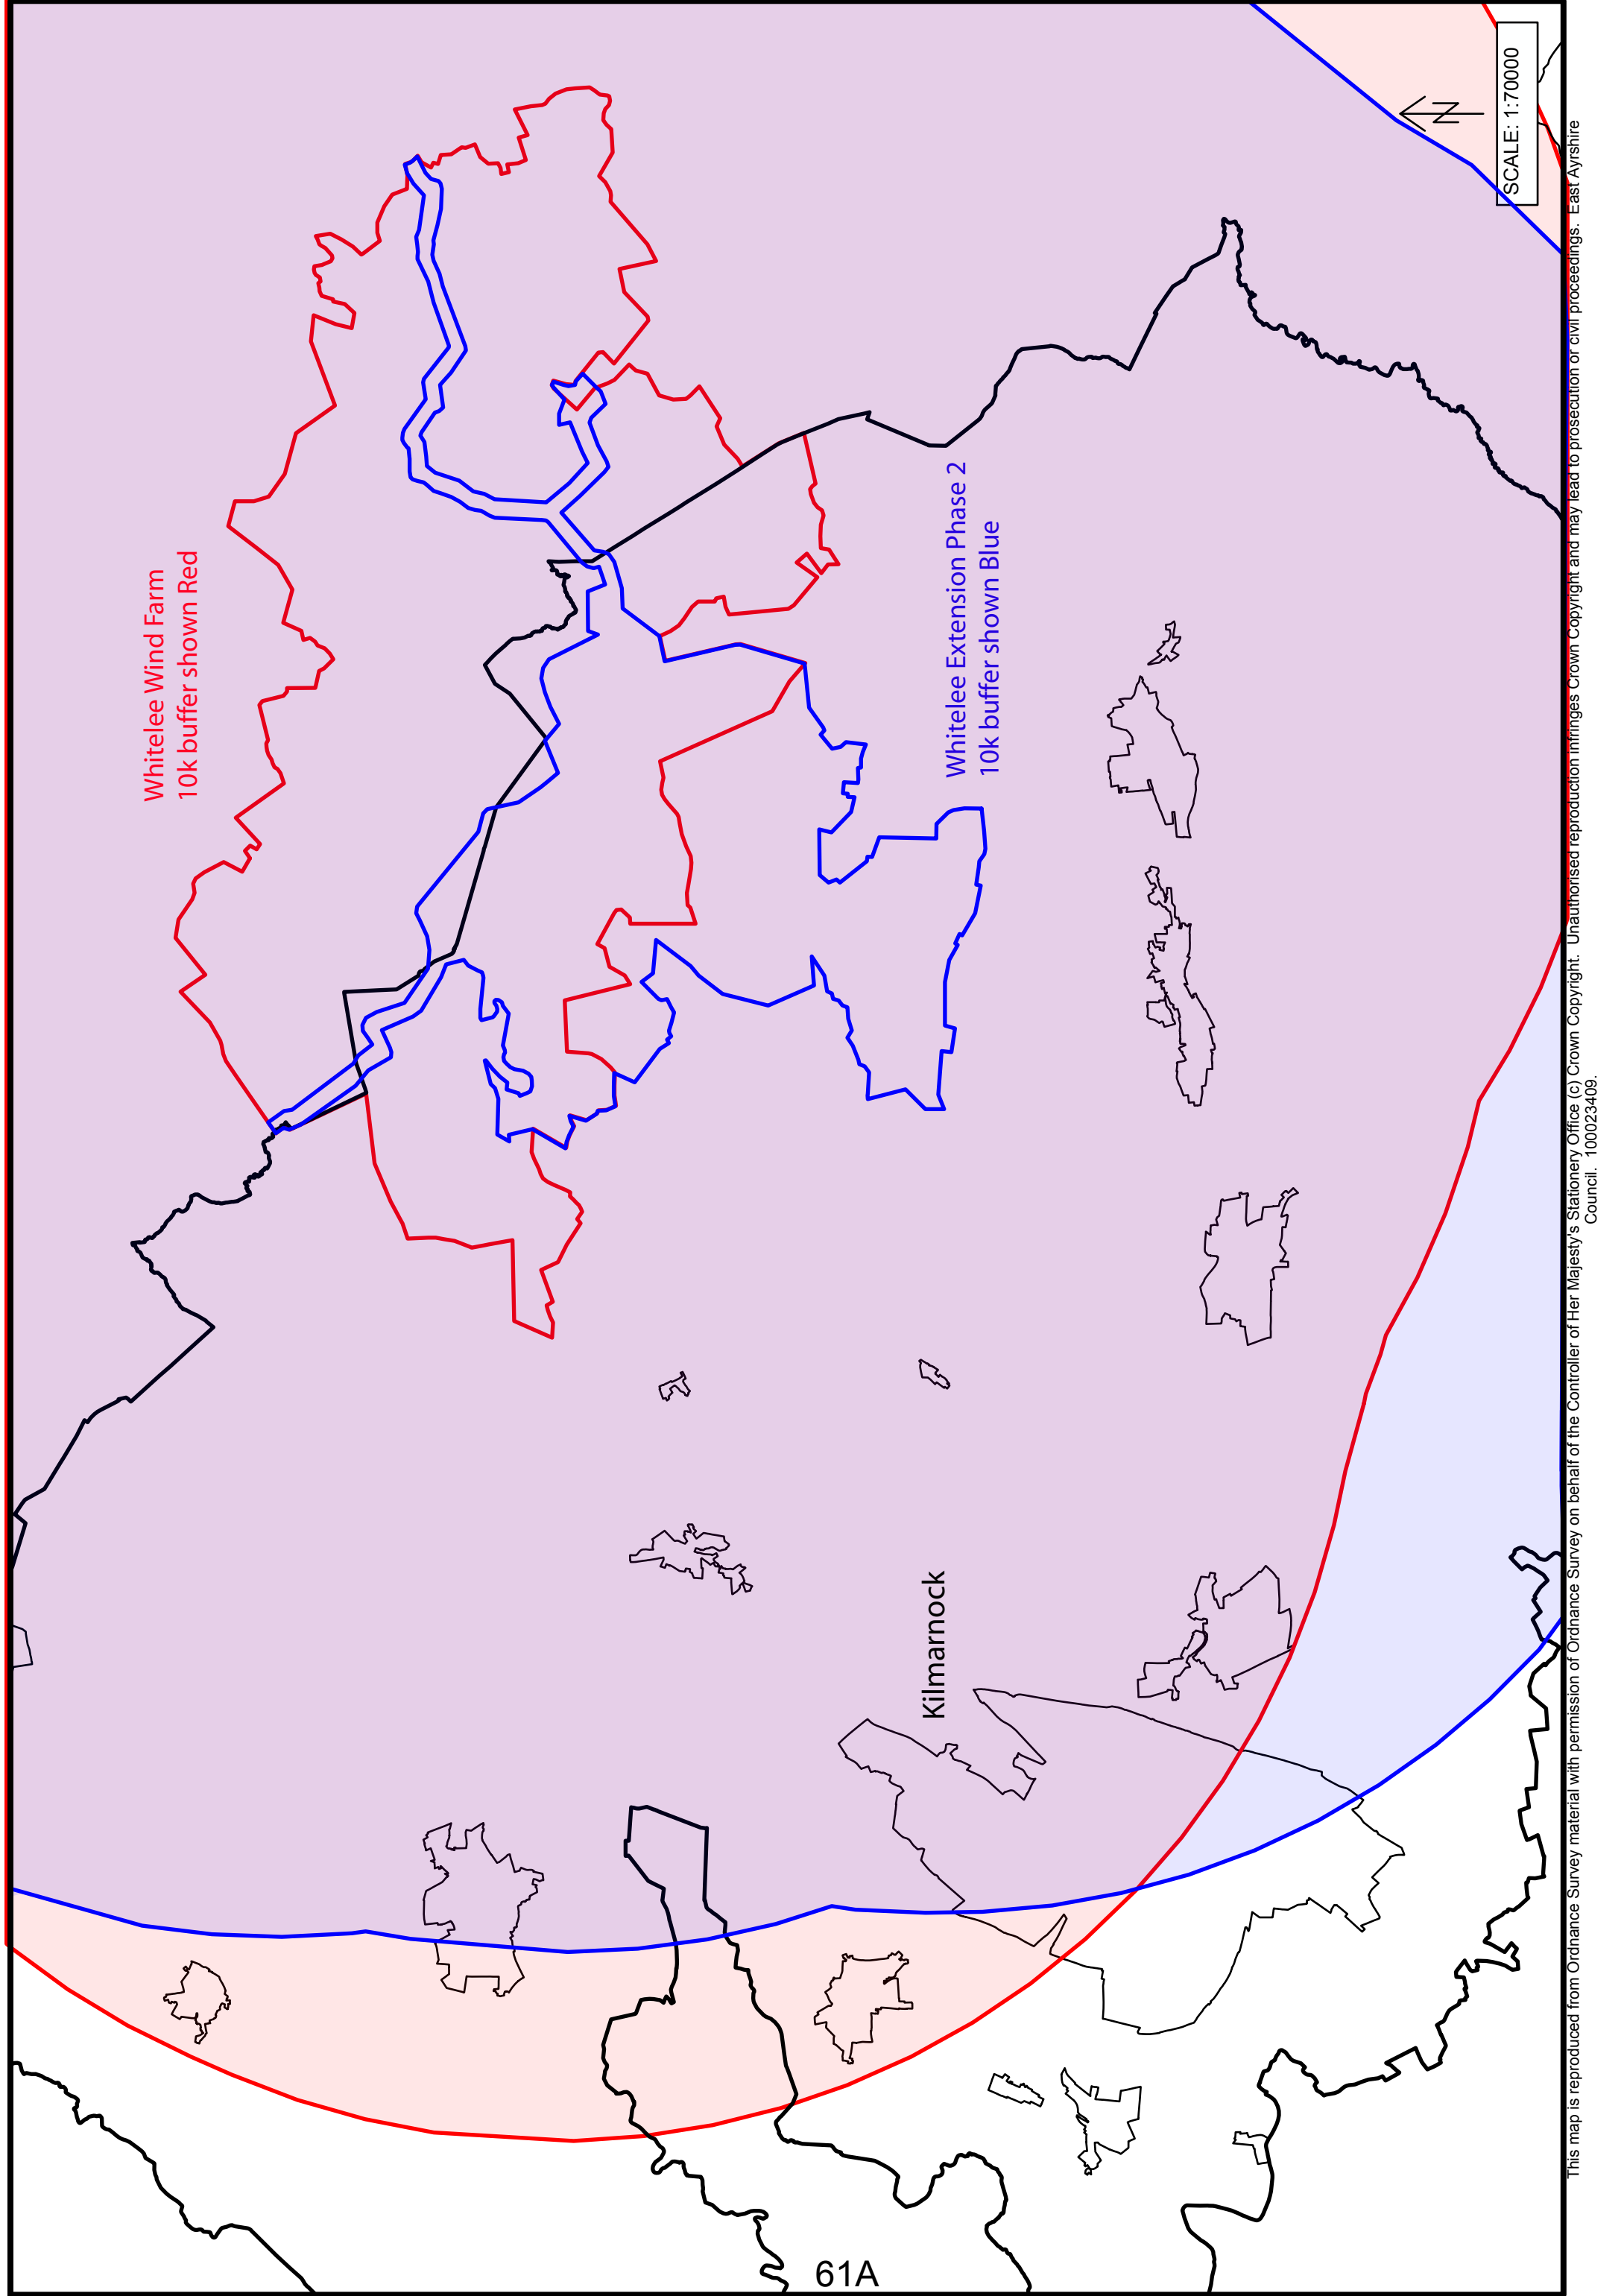 Whitelee Wind Farm
10k buffer shown Red
Whitelee Extension Phase 2
10k buffer shown Blue
Kilmarnock
N
SCALE: 1:70000
This map is reproduced from Ordnance Survey material with permission of Ordnance Survey on behalf of the Controller of Her Majesty's Stationery Office (c) Crown Copyright. Unauthorised reproduction infringes Crown Copyright and may lead to prosecution or civil proceedings. East Ayrshire
Council. 100023409.
61A